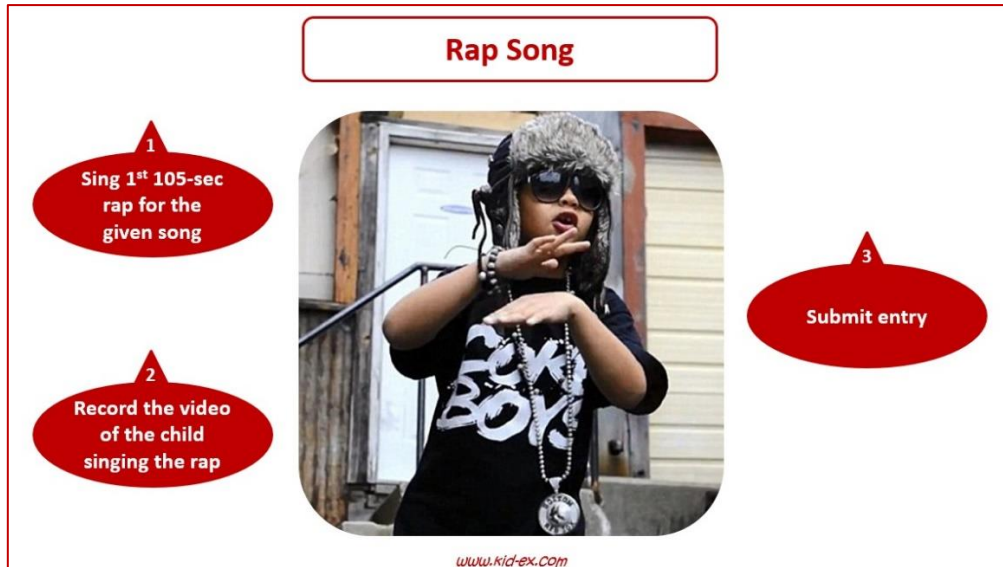 Rap Song
1
Sing 1st 105-sec
rap for the
given song
2
Record the video
of the child
singing the rap
3
Submit entry
BOYS
www.kid-ex.com